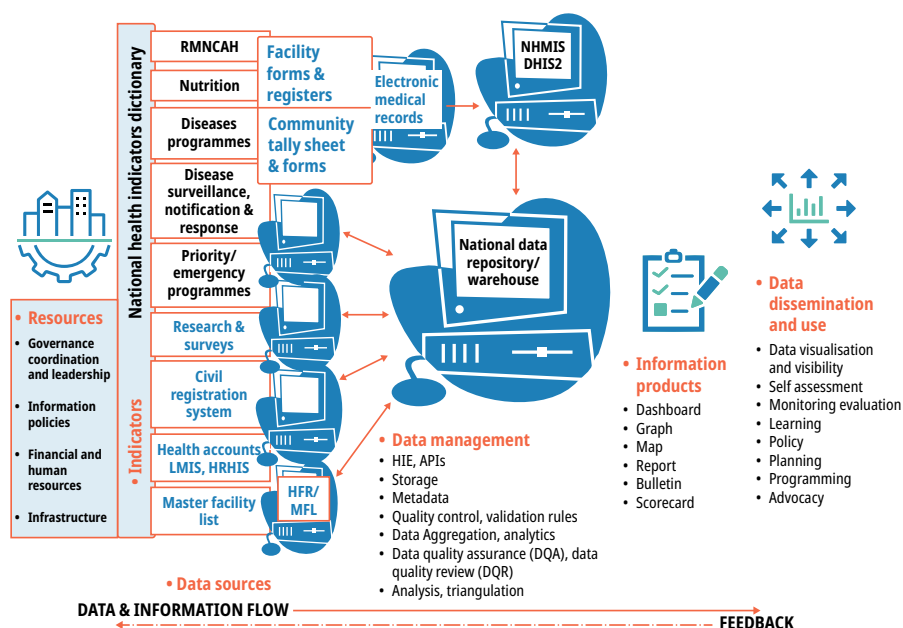 National health indicators dictionary
• Indicators
RMNCAH
Nutrition
Diseases
programmes
Disease
surveillance,
notification &
response
Priority/
emergency
programmes
Research &
surveys
Civil
registration
system
Health accounts
LMIS, HRHIS
Master facility
list
Facility
forms &
registers
Community
tally sheet
& forms
Electronic
medical
records
NHMIS
DHIS2
National data
repository/
warehouse
HFR/
MFL
• Resources
• Governance
coordination
and leadership
• Information
policies
• Financial and
human
resources
• Infrastructure
• Data sources
• Data management
• HIE, APIs
• Storage
• Metadata
• Quality control, validation rules
• Data Aggregation, analytics
• Data quality assurance (DQA), data
quality review (DQR)
• Analysis, triangulation
• Information
products
• Dashboard
• Graph
• Map
• Report
• Bulletin
• Scorecard
• Data
dissemination
and use
• Data visualisation
and visibility
• Self assessment
• Monitoring evaluation
• Learning
• Policy
• Planning
• Programming
• Advocacy
DATA & INFORMATION FLOW
FEEDBACK